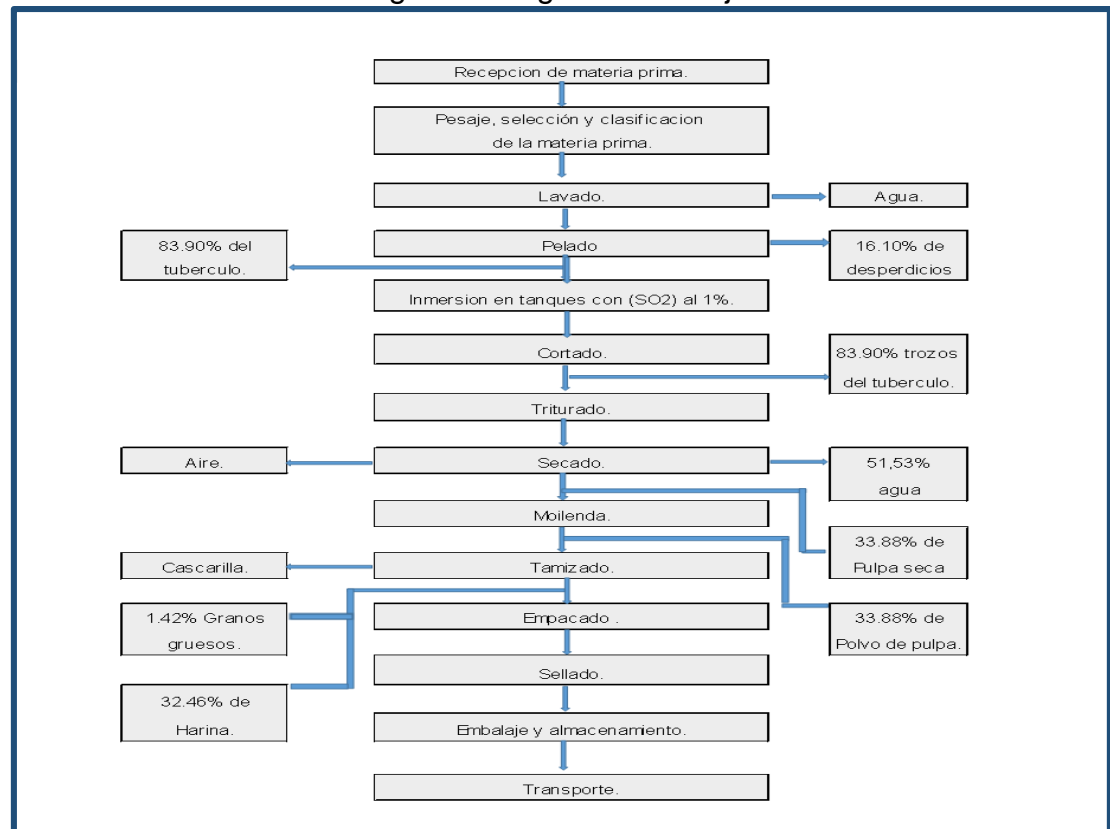 Recepcion de materia prima.
Pesaje, selección y clasificacion
de la materia prima.
Lavado.
Agua.
83.90% del
tuberculo.
Pelado
16.10% de
desperdicios
Inmersion en tanques con (SO2) al 1%.
Cortado.
83.90% trozos
del tuberculo.
Triturado.
Aire.
Secado.
51,53%
agua
Moilenda.
33.88% de
Pulpa seca
Cascarilla.
Tamizado.
1.42% Granos
gruesos.
Empacado .
33.88% de
Polvo de pulpa.
Sellado.
32.46% de
Harina.
Embalaje y almacenamiento.
Transporte.